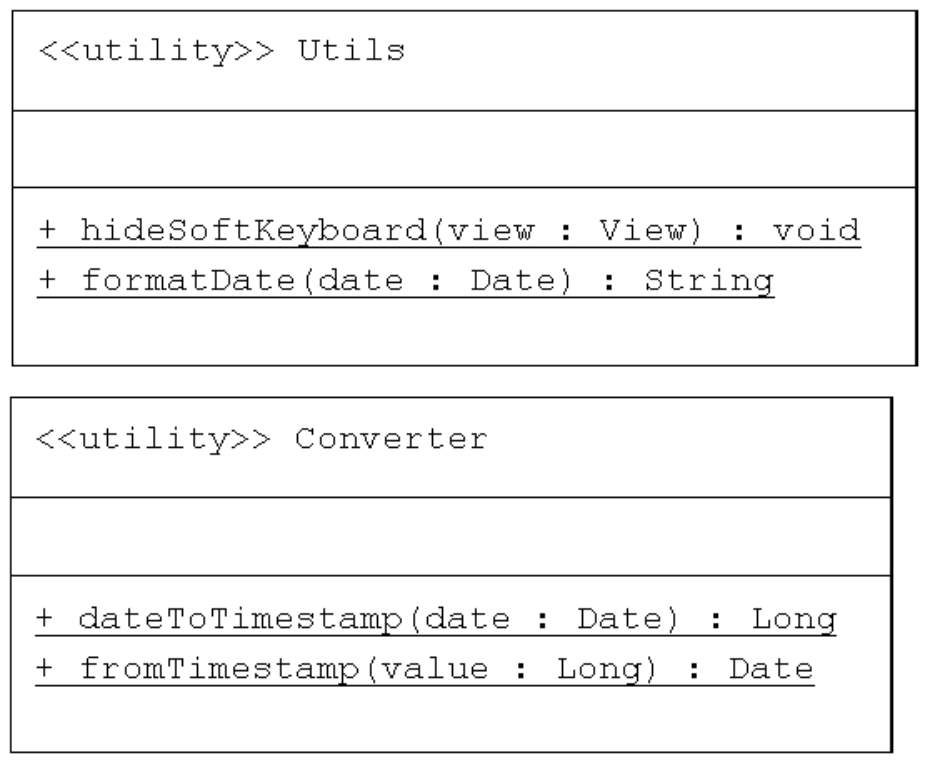 <<utility>> Utils
+ hideSoftKeyboard(view : View) : void
+ formatDate(date : Date) : String
<<utility>> Converter
+ dateToTimestamp(date : Date) : Long
+ fromTimestamp(value : Long) : Date